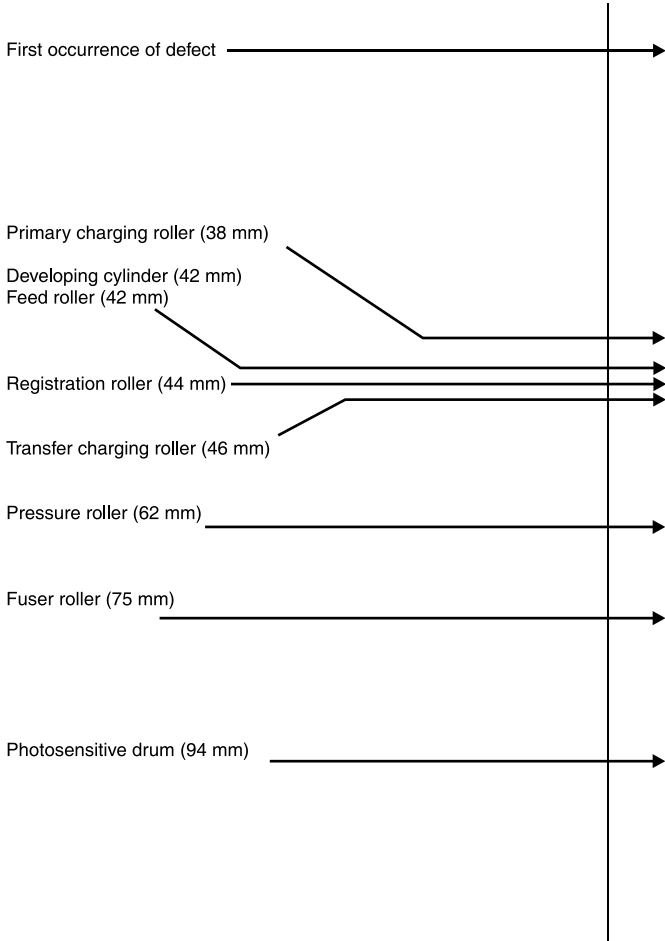 First occurrence of defect
Primary charging roller (38 mm)
Developing cylinder (42 mm)
Feed roller (42 mm)
Registration roller (44 mm)
Transfer charging roller (46 mm)
Pressure roller (62 mm)
Fuser roller (75 mm)
Photosensitive drum (94 mm)